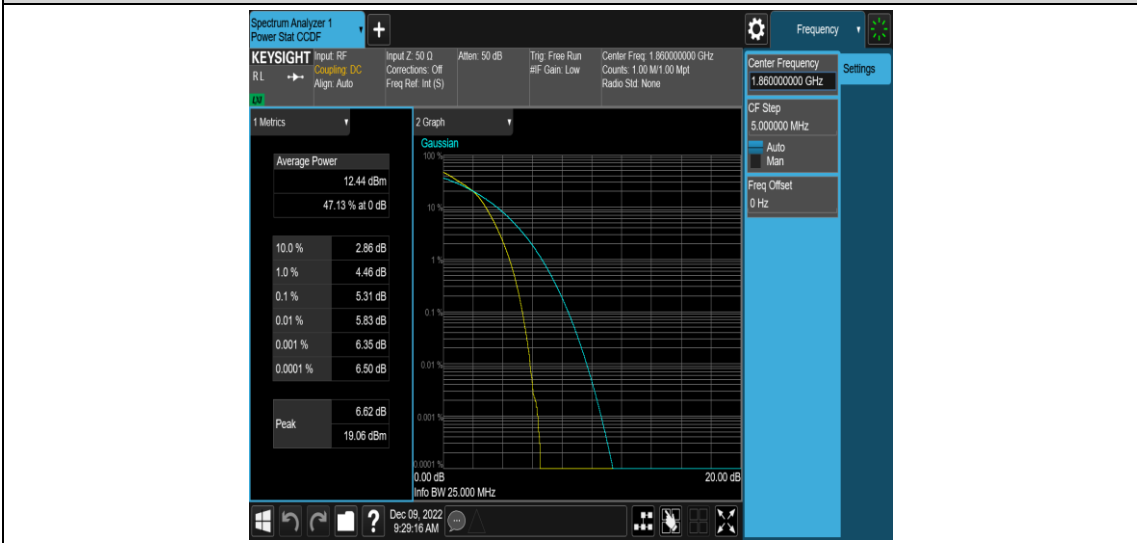 Spectrum Analyzer 1
Power Stat CCDF
+
Frequency
KEYSIGHT
RL
LXI
Input: RF
Coupling: DC
Align: Auto
Input Z: 50 Ω
Corrections: Off
Freq Ref: Int (S)
Atten: 50 dB
Trig: Free Run
#IF Gain: Low
Center Freq: 1.860000000 GHz
Counts: 1.00 M/1.00 Mpt
Radio Std: None
Center Frequency
1.860000000 GHz
Settings
CF Step
5.000000 MHz
Auto
Man
Freq Offset
0 Hz
1 Metrics
Average Power
12.44 dBm
47.13 % at 0 dB
10.0 % 2.86 dB
1.0 % 4.46 dB
0.1 % 5.31 dB
0.01 % 5.83 dB
0.001 % 6.35 dB
0.0001 % 6.50 dB
Peak 6.62 dB
19.06 dBm
2 Graph
Gaussian
100 %
10 %
1 %
0.1 %
0.01 %
0.001 %
0.0001 %
0.00 dB 20.00 dB
Info BW 25.000 MHz
?
Dec 09, 2022
9:29:16 AM